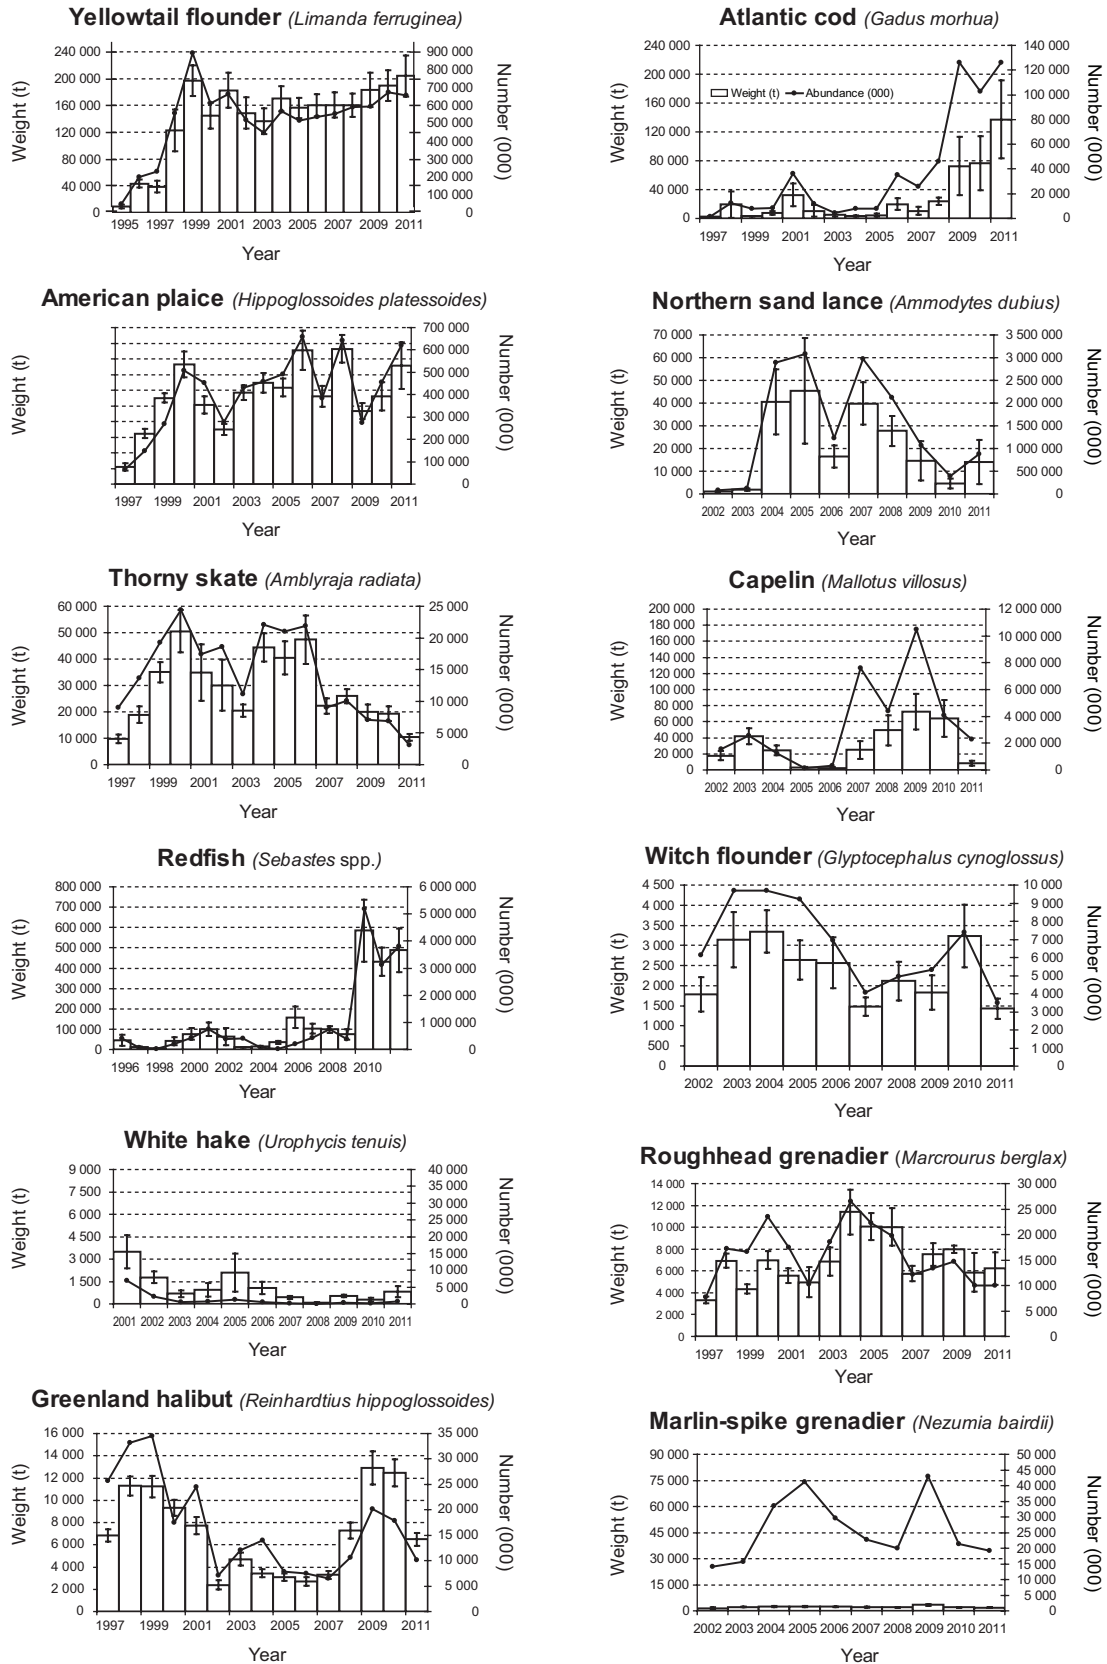 Yellowtail flounder (Limanda ferruginea)
240 000
200 000
160 000
120 000
80 000
40 000
0
Weight (t)
900 000
800 000
700 000
600 000
500 000
400 000
300 000
200 000
100 000
0
Number (000)
1995 1997 1999 2001 2003 2005 2007 2009 2011
Year
Atlantic cod (Gadus morhua)
240 000
200 000
160 000
120 000
80 000
40 000
0
Weight (t)
Weight (t) Abundance (000)
140 000
120 000
100 000
80 000
60 000
40 000
20 000
0
Number (000)
1997 1999 2001 2003 2005 2007 2009 2011
Year
American plaice (Hippoglossoides platessoides)
Weight (t)
700 000
600 000
500 000
400 000
300 000
200 000
100 000
0
Number (000)
1997 1999 2001 2003 2005 2007 2009 2011
Year
Northern sand lance (Ammodytes dubius)
70 000
60 000
50 000
40 000
30 000
20 000
10 000
0
Weight (t)
3 500 000
3 000 000
2 500 000
2 000 000
1 500 000
1 000 000
500 000
0
Number (000)
2002 2003 2004 2005 2006 2007 2008 2009 2010 2011
Year
Thorny skate (Amblyraja radiata)
60 000
50 000
40 000
30 000
20 000
10 000
0
Weight (t)
25 000
20 000
15 000
10 000
5 000
0
Number (000)
1997 1999 2001 2003 2005 2007 2009 2011
Year
Capelin (Mallotus villosus)
200 000
180 000
160 000
140 000
120 000
100 000
80 000
60 000
40 000
20 000
0
Weight (t)
12 000 000
10 000 000
8 000 000
6 000 000
4 000 000
2 000 000
0
Number (000)
2002 2003 2004 2005 2006 2007 2008 2009 2010 2011
Year
Redfish (Sebastes spp.)
800 000
700 000
600 000
500 000
400 000
300 000
200 000
100 000
0
Weight (t)
6 000 000
5 000 000
4 000 000
3 000 000
2 000 000
1 000 000
0
Number (000)
1996 1998 2000 2002 2004 2006 2008 2010
Year
Witch flounder (Glyptocephalus cynoglossus)
4 500
4 000
3 500
3 000
2 500
2 000
1 500
1 000
500
0
Weight (t)
10 000
9 000
8 000
7 000
6 000
5 000
4 000
3 000
2 000
1 000
0
Number (000)
2002 2003 2004 2005 2006 2007 2008 2009 2010 2011
Year
White hake (Urophycis tenuis)
9 000
7 500
6 000
4 500
3 000
1 500
0
Weight (t)
40 000
35 000
30 000
25 000
20 000
15 000
10 000
5 000
0
Number (000)
2001 2002 2003 2004 2005 2006 2007 2008 2009 2010 2011
Year
Roughhead grenadier (Marcrourus berglax)
14 000
12 000
10 000
8 000
6 000
4 000
2 000
0
Weight (t)
30 000
25 000
20 000
15 000
10 000
5 000
0
Number (000)
1997 1999 2001 2003 2005 2007 2009 2011
Year
Greenland halibut (Reinhardtius hippoglossoides)
16 000
14 000
12 000
10 000
8 000
6 000
4 000
2 000
0
Weight (t)
35 000
30 000
25 000
20 000
15 000
10 000
5 000
0
Number (000)
1997 1999 2001 2003 2005 2007 2009 2011
Year
Marlin-spike grenadier (Nezumia bairdii)
90 000
75 000
60 000
45 000
30 000
15 000
0
Weight (t)
50 000
45 000
40 000
35 000
30 000
25 000
20 000
15 000
10 000
5 000
0
Number (000)
2002 2003 2004 2005 2006 2007 2008 2009 2010 2011
Year